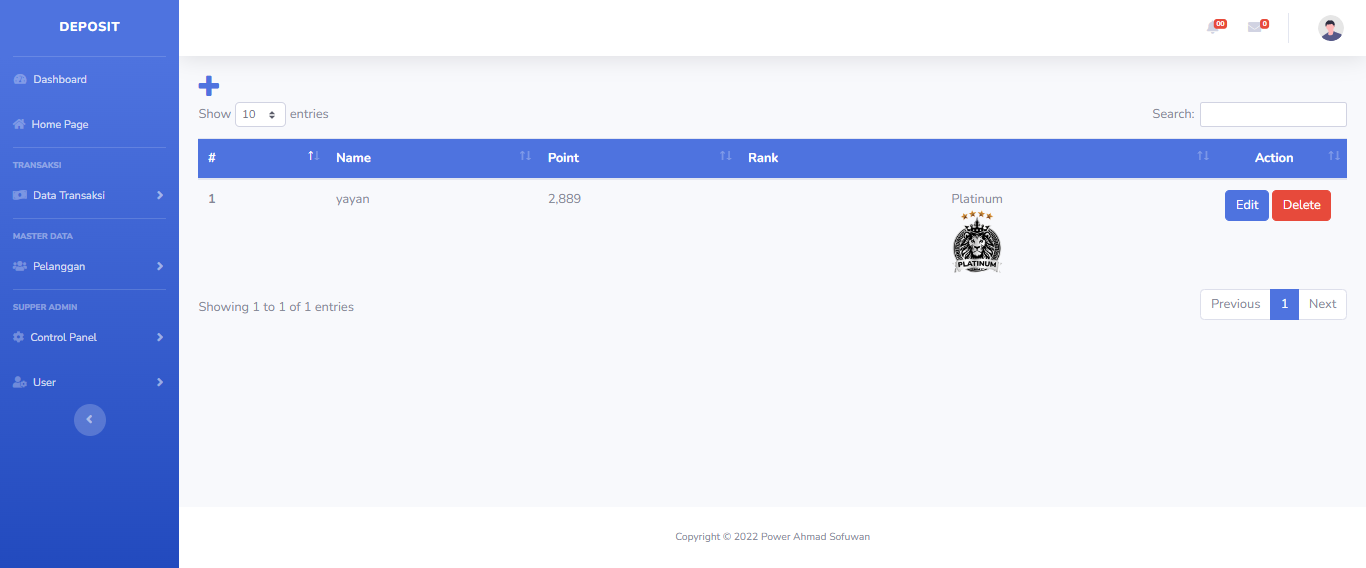 DEPOSIT
00
0
Dashboard
Home Page
TRANSAKSI
Data Transaksi
MASTER DATA
Pelanggan
SUPPER ADMIN
Control Panel
User
Show 10 entries
Search:
# Name Point Rank Action
1 yayan 2,889 Platinum Edit Delete
PLATINUM
Showing 1 to 1 of 1 entries
Previous 1 Next
Copyright © 2022 Power Ahmad Sofuwan